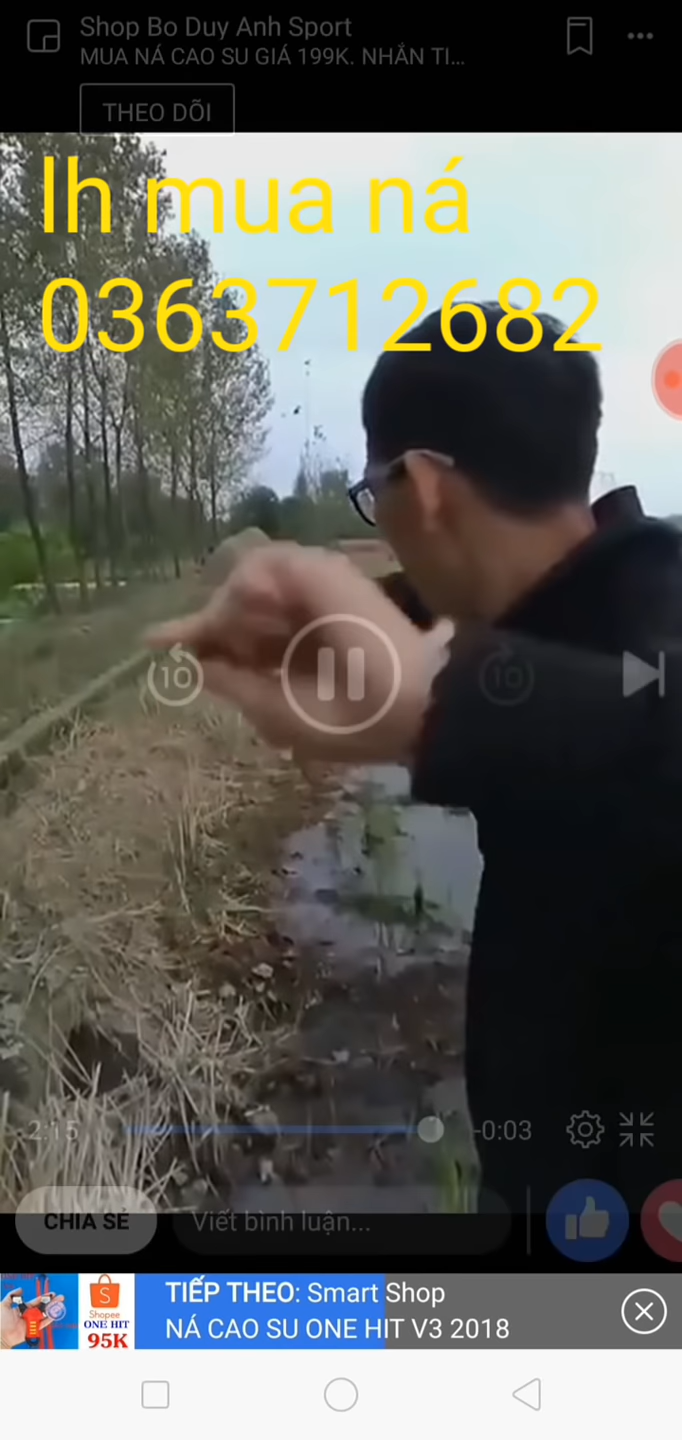 Shop Bo Duy Anh Sport
MUA NÁ CAO SU GIÁ 199K. NHẮN TI...
THEO DÕI
lh mua ná
0363712682
10
10
2:15
-0:03
CHIA SẺ
Viết bình luận...
TIẾP THEO: Smart Shop
NÁ CAO SU ONE HIT V3 2018
Shopee
ONE HIT
95K